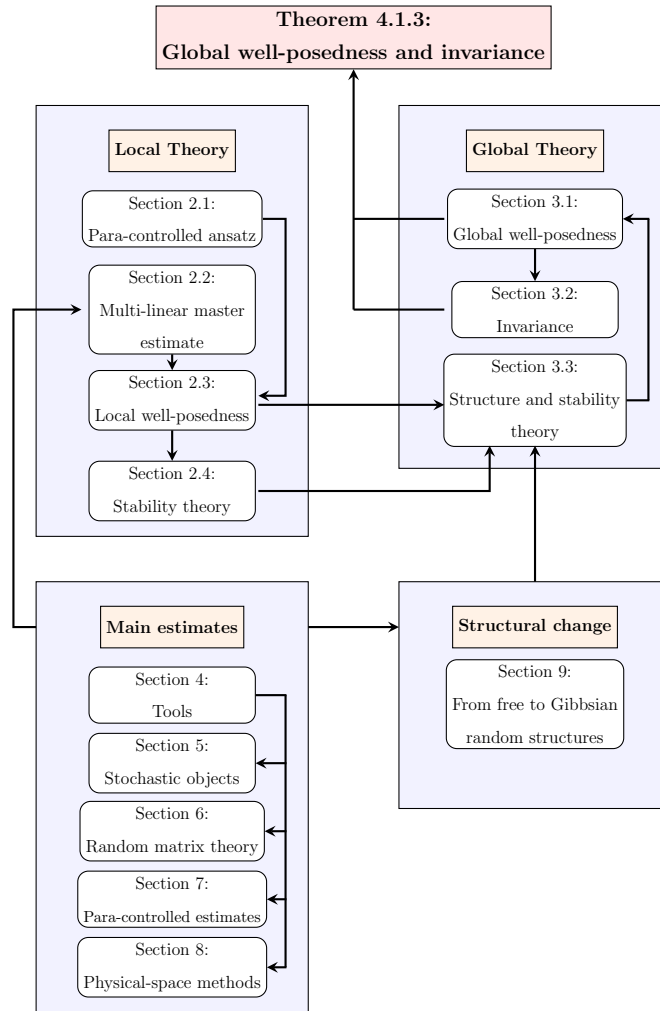 Theorem 4.1.3:
Global well-posedness and invariance
Local Theory
Section 2.1:
Para-controlled ansatz
Section 2.2:
Multi-linear master
estimate
Section 2.3:
Local well-posedness
Section 2.4:
Stability theory
Global Theory
Section 3.1:
Global well-posedness
Section 3.2:
Invariance
Section 3.3:
Structure and stability
theory
Main estimates
Section 4:
Tools
Section 5:
Stochastic objects
Section 6:
Random matrix theory
Section 7:
Para-controlled estimates
Section 8:
Physical-space methods
Structural change
Section 9:
From free to Gibbsian
random structures